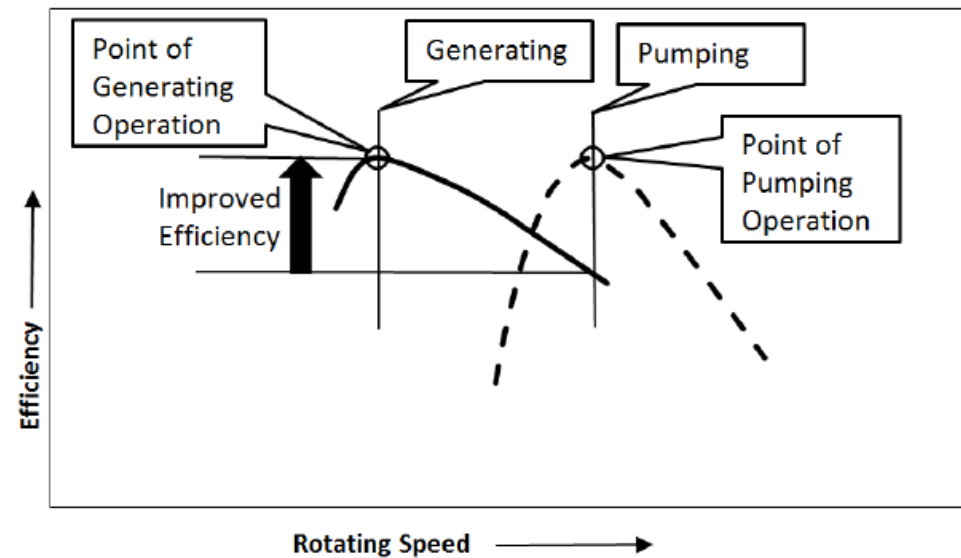 Point of
Generating
Operation
Generating
Pumping
Point of
Pumping
Operation
Improved
Efficiency
Efficiency
Rotating Speed